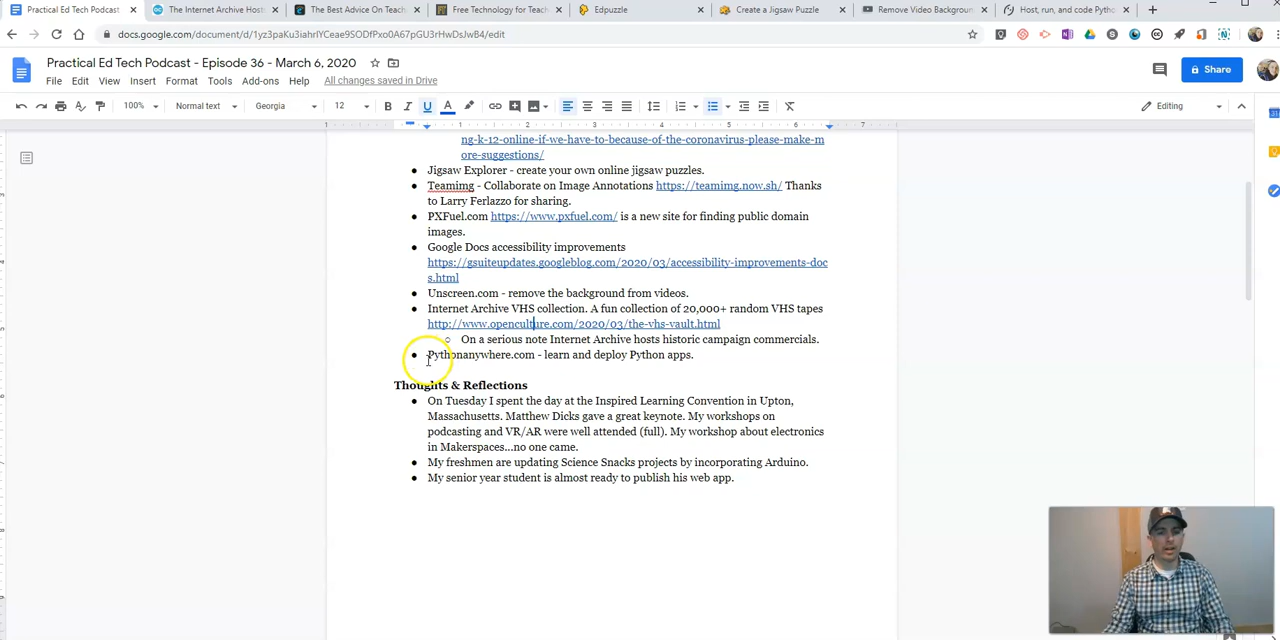 Practical Ed Tech Podcast
The Internet Archive Host
The Best Advice On Teach
Free Technology for Teach
Edpuzzle
Create a Jigsaw Puzzle
Remove Video Backgroun
Host, run, and code Pytho
docs.google.com/document/d/1yz3paKu3iahrIYCeae9SODfPxo0A67pGU3rHwDsJwB4/edit
Practical Ed Tech Podcast - Episode 36 - March 6, 2020
Share
File Edit View Insert Format Tools Add-ons Help All changes saved in Drive
100% Normal text Georgia 12 B I U A Editing
1 1 2 3 4 5 6 7
ng-k-12-online-if-we-have-to-because-of-the-coronavirus-please-make-m
ore-suggestions/
Jigsaw Explorer - create your own online jigsaw puzzles.
Teamimg - Collaborate on Image Annotations https://teamimg.now.sh/ Thanks
to Larry Ferlazzo for sharing.
PXFuel.com https://www.pxfuel.com/ is a new site for finding public domain
images.
Google Docs accessibility improvements
https://gsuiteupdates.googleblog.com/2020/03/accessibility-improvements-doc
s.html
Unscreen.com - remove the background from videos.
Internet Archive VHS collection. A fun collection of 20,000+ random VHS tapes
http://www.openculture.com/2020/03/the-vhs-vault.html
On a serious note Internet Archive hosts historic campaign commercials.
Pythonanywhere.com - learn and deploy Python apps.
Thoughts & Reflections
On Tuesday I spent the day at the Inspired Learning Convention in Upton,
Massachusetts. Matthew Dicks gave a great keynote. My workshops on
podcasting and VR/AR were well attended (full). My workshop about electronics
in Makerspaces...no one came.
My freshmen are updating Science Snacks projects by incorporating Arduino.
My senior year student is almost ready to publish his web app.